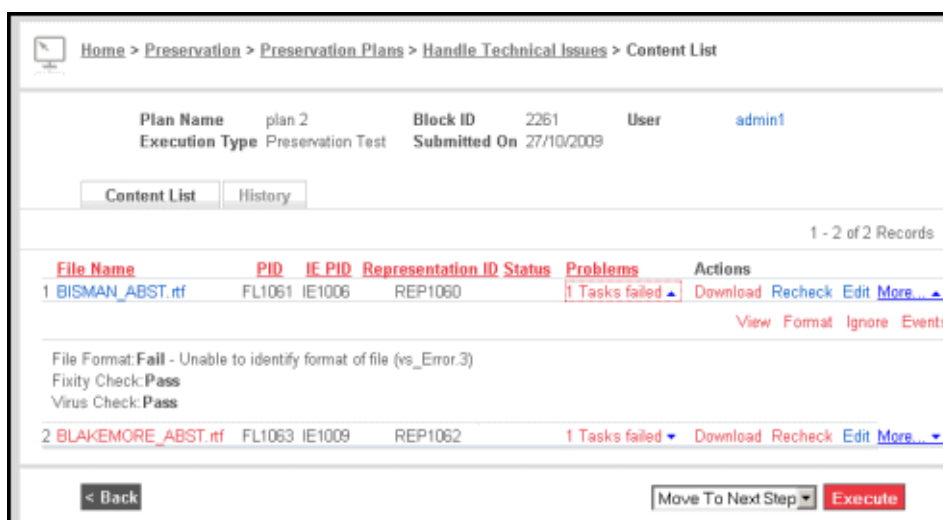 Home > Preservation > Preservation Plans > Handle Technical Issues > Content List
Plan Name plan 2 Block ID 2261 User admin1
Execution Type Preservation Test Submitted On 27/10/2009
Content List History
1 - 2 of 2 Records
File Name PID IE PID Representation ID Status Problems Actions
1 BISMAN_ABST.rtf FL1061 IE1006 REP1060 1 Tasks failed Download Recheck Edit More...
View Format Ignore Events
File Format:Fail - Unable to identify format of file (vs_Error.3)
Fixity Check:Pass
Virus Check:Pass
2 BLAKEMORE_ABST.rtf FL1063 IE1009 REP1062 1 Tasks failed Download Recheck Edit More...
< Back Move To Next Step Execute